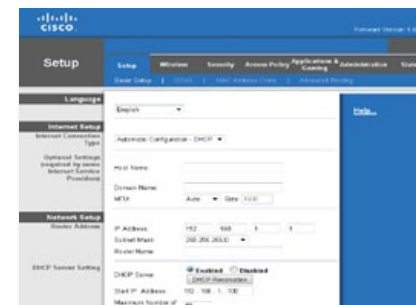 CISCO
Firmware Version
Setup
Setup Wireless Security Access Policy Applications & Gaming Administration
Basic Setup | DDNS | MAC Address Clone | Advanced Routing
Language
English
Help...
Internet Setup
Internet Connection Type
Automatic Configuration - DHCP
Optional Settings (required by some Internet Service Providers)
Host Name
Domain Name
MTU: Auto Size: 1500
Network Setup
Router Address
IP Address 192 168 1 1
Subnet Mask 255.255.255.0
Router Name
DHCP Server Setting
DHCP Server Enabled Disabled
DHCP Reservation
Start IP Address 192 . 168 . 1 . 100
Maximum Number of